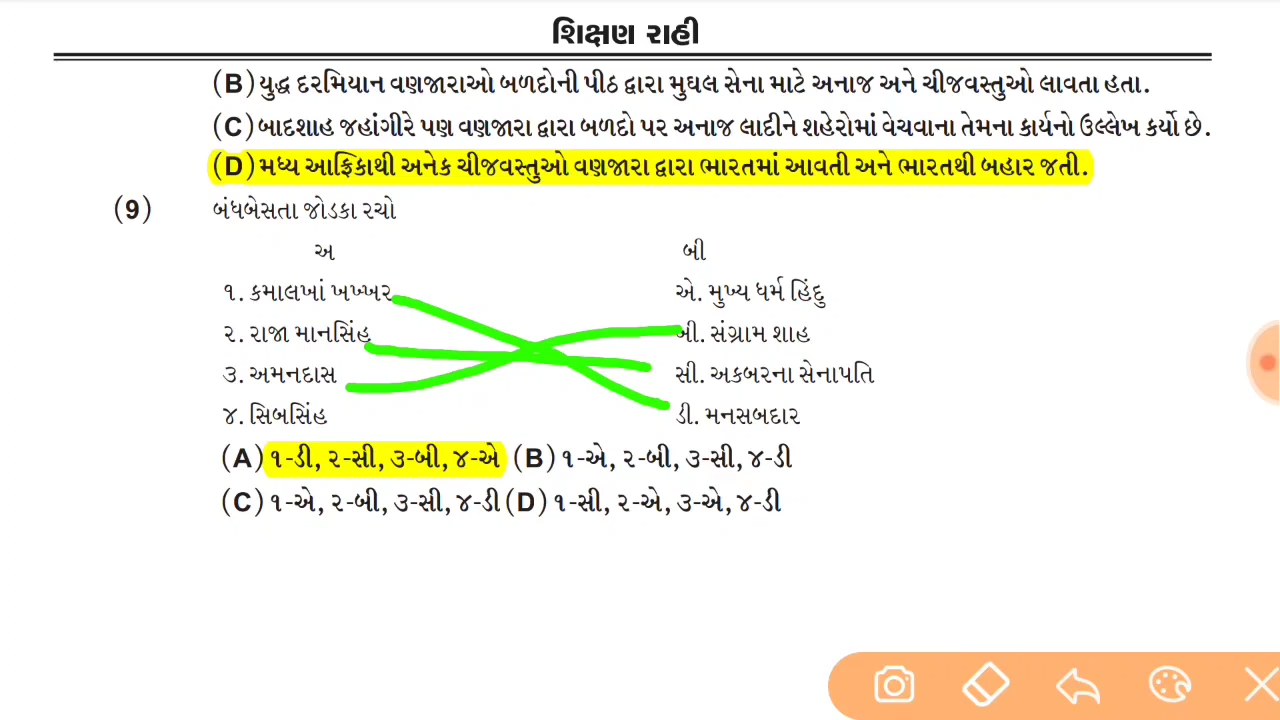 શિક્ષણ રાહી
(B) યુદ્ધ દરમિયાન વણજારાઓ બળદોની પીઠ દ્વારા મુઘલ સેના માટે અનાજ અને ચીજવસ્તુઓ લાવતા હતા.
(C) બાદશાહ જહાંગીરે પણ વણજારા દ્વારા બળદો પર અનાજ લાદીને શહેરોમાં વેચવાના તેમના કાર્યનો ઉલ્લેખ કર્યો છે.
(D) મધ્ય આફ્રિકાથી અનેક ચીજવસ્તુઓ વણજારા દ્વારા ભારતમાં આવતી અને ભારતથી બહાર જતી.
(9) બંધબેસતા જોડકા રચો
અ બી
૧. કમાલખાં ખખ્ખર એ. મુખ્ય ધર્મ હિંદુ
૨. રાજા માનસિંહ બી. સંગ્રામ શાહ
૩. અમનદાસ સી. અકબરના સેનાપતિ
૪. સિબસિંહ ડી. મનસબદાર
(A) ૧-ડી, ૨-સી, ૩-બી, ૪-એ (B) ૧-એ, ૨-બી, ૩-સી, ૪-ડી
(C) ૧-એ, ૨-બી, ૩-સી, ૪-ડી (D) ૧-સી, ૨-એ, ૩-એ, ૪-ડી